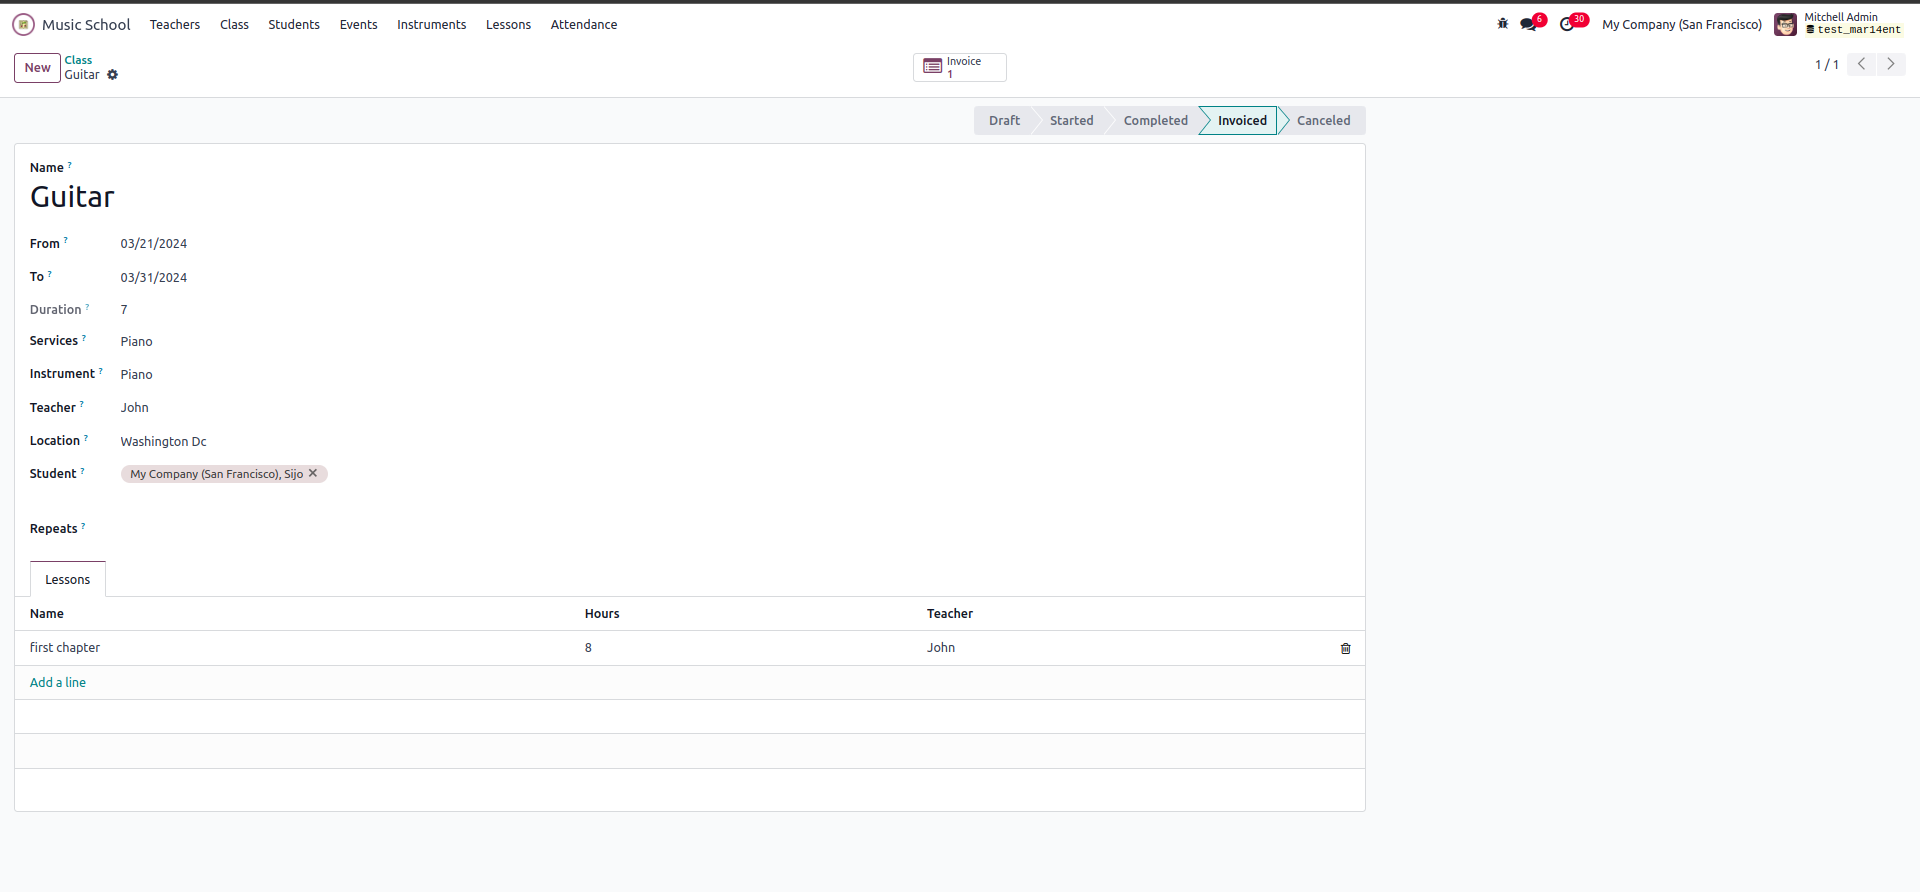 Music School Teachers Class Students Events Instruments Lessons Attendance 6 30 My Company (San Francisco) Mitchell Admin
test_mar14ent
New Class Invoice 1 / 1
Guitar 1
Draft Started Completed Invoiced Canceled
Name ?
Guitar
From ? 03/21/2024
To ? 03/31/2024
Duration ? 7
Services ? Piano
Instrument ? Piano
Teacher ? John
Location ? Washington Dc
Student ? My Company (San Francisco), Sijo
Repeats ?
Lessons
Name Hours Teacher
first chapter 8 John
Add a line